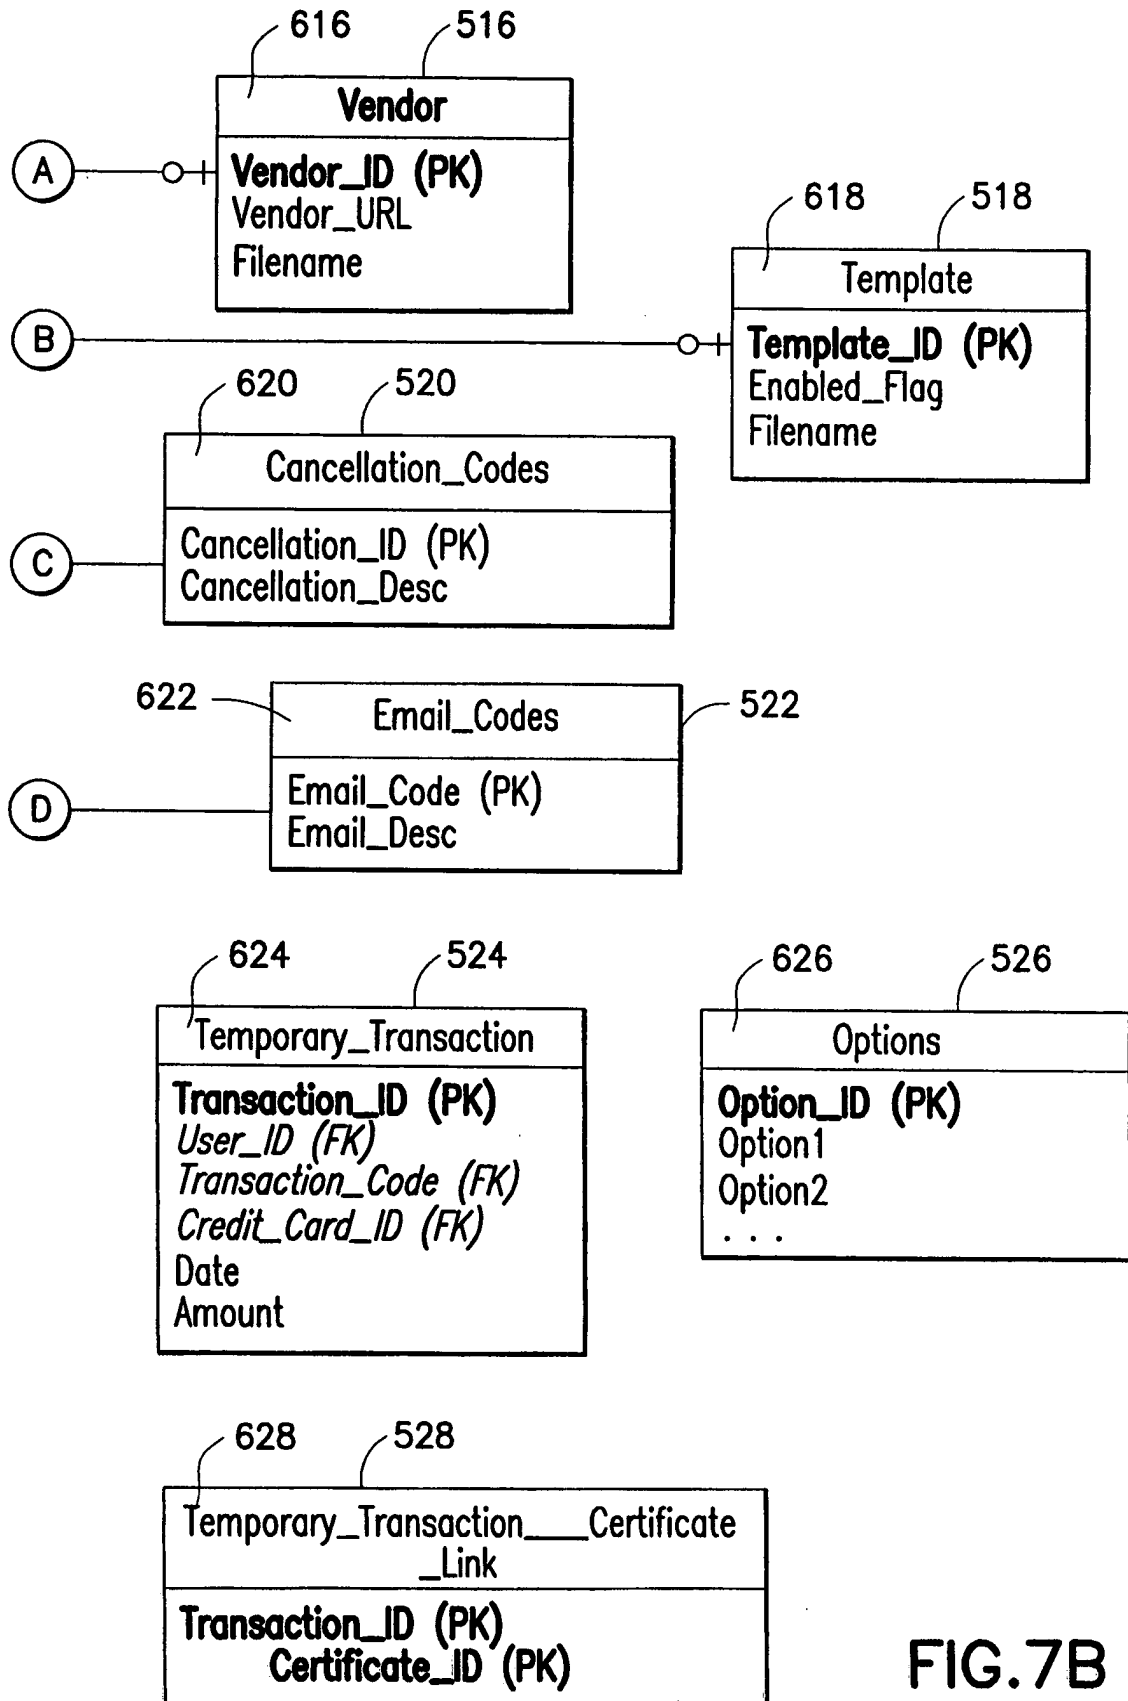 616 516
Vendor
A
Vendor_ID (PK)
Vendor_URL
Filename
618 518
Template
B
Template_ID (PK)
Enabled_Flag
Filename
620 520
Cancellation_Codes
C
Cancellation_ID (PK)
Cancellation_Desc
622 522
Email_Codes
D
Email_Code (PK)
Email_Desc
624 524
Temporary_Transaction
Transaction_ID (PK)
User_ID (FK)
Transaction_Code (FK)
Credit_Card_ID (FK)
Date
Amount
626 526
Options
Option_ID (PK)
Option1
Option2
. . .
628 528
Temporary_Transaction___Certificate
_Link
Transaction_ID (PK)
Certificate_ID (PK)
FIG.7B